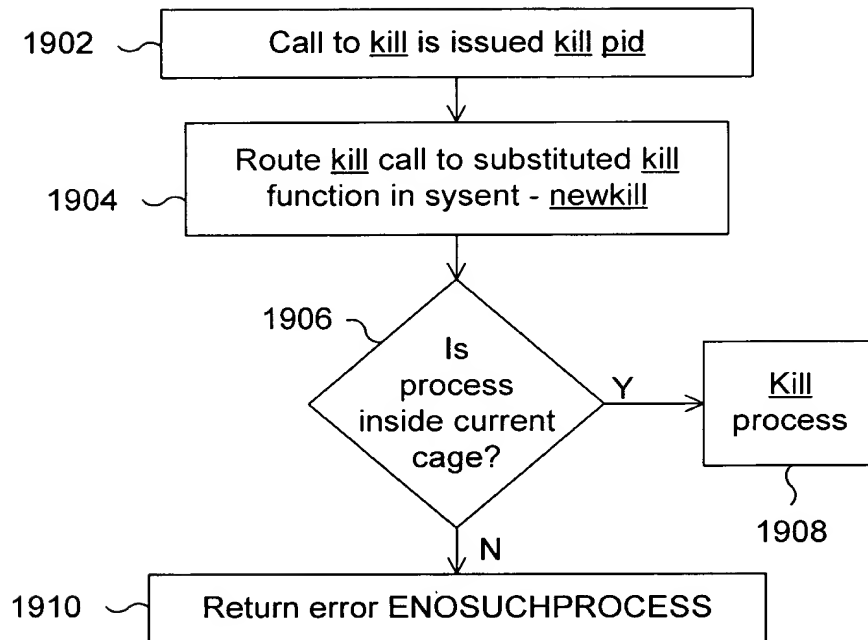 1902
Call to kill is issued kill pid
Route kill call to substituted kill
function in sysent - newkill
1904
1906
Is
process
inside current
cage?
Y
Kill
process
1908
N
1910
Return error ENOSUCHPROCESS